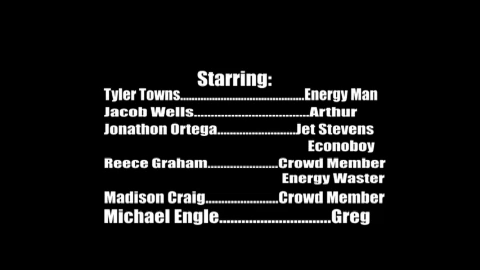 Starring:
Tyler Towns...........................................Energy Man
Jacob Wells..................................Arthur
Jonathon Ortega.......................Jet Stevens
Econoboy
Reece Graham.....................Crowd Member
Energy Waster
Madison Craig......................Crowd Member
Michael Engle...............................Greg